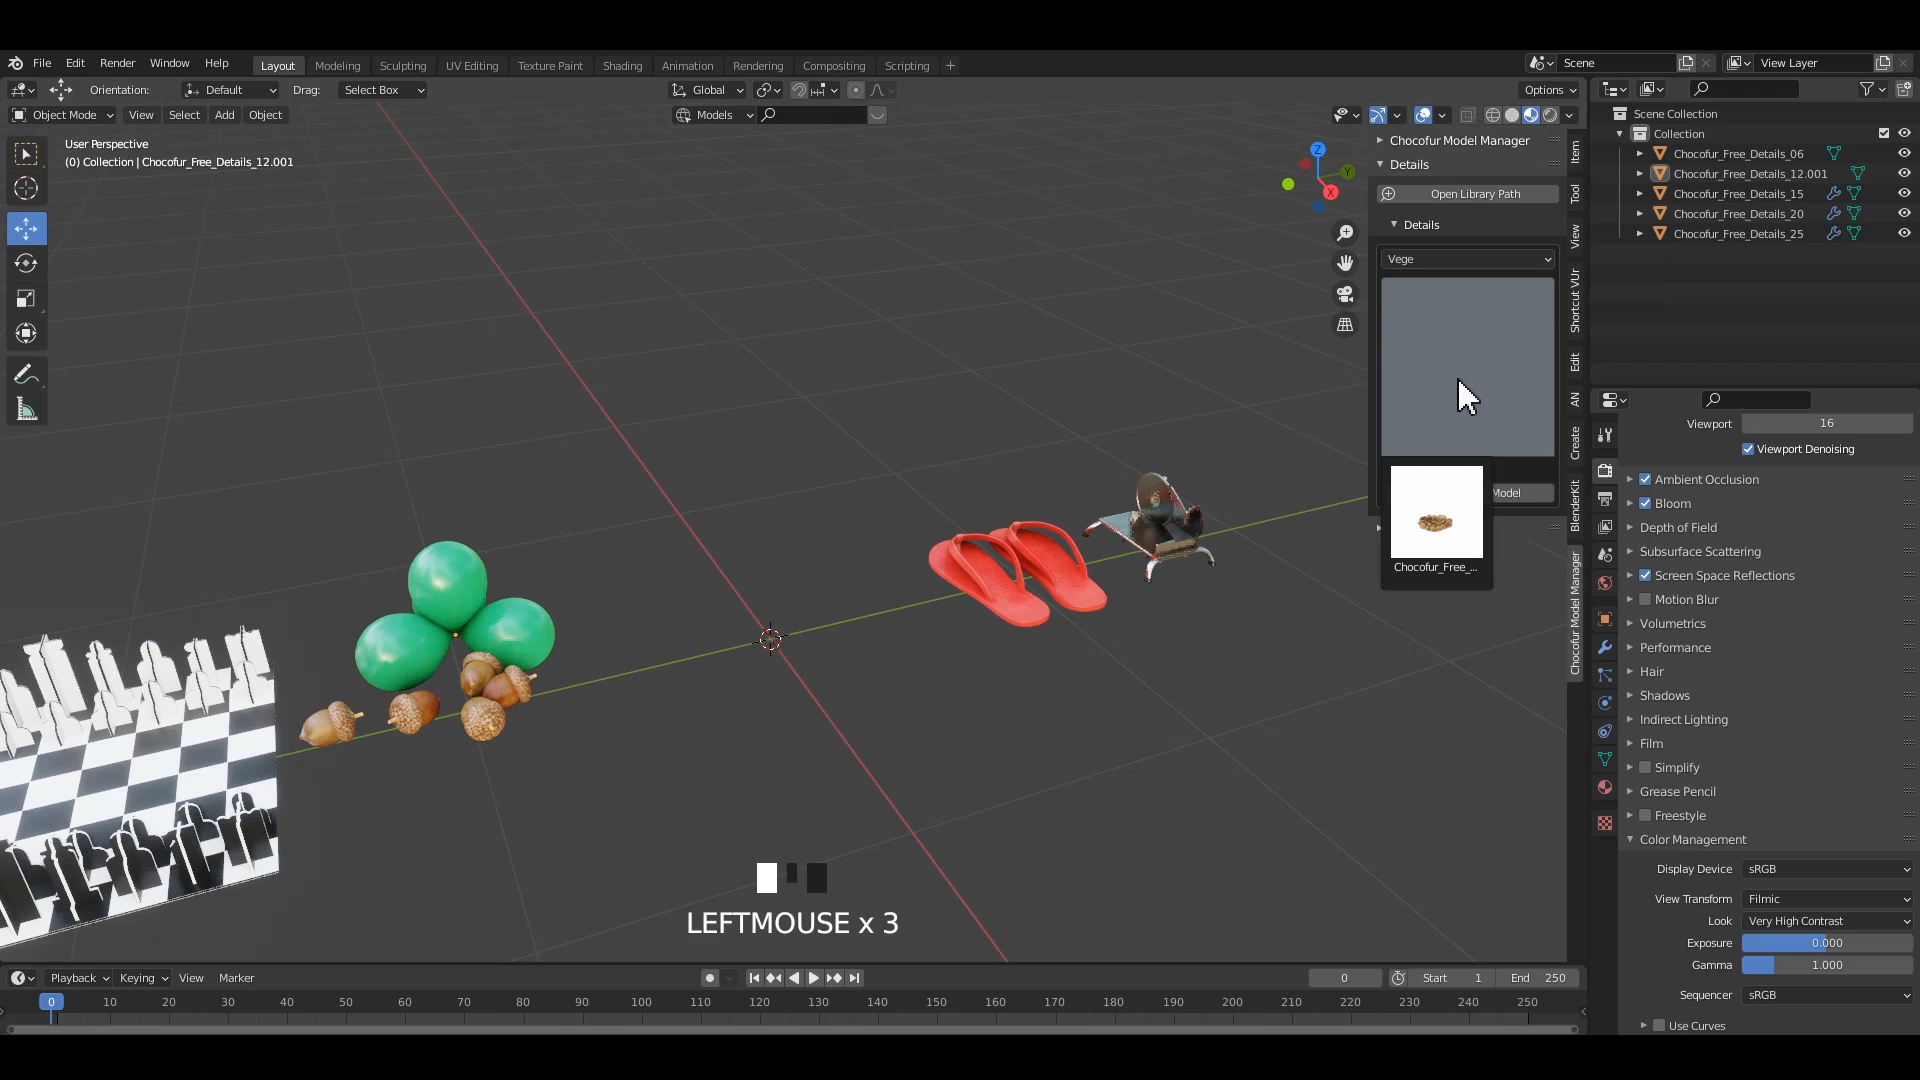 File Edit Render Window Help Layout Modeling Sculpting UV Editing Texture Paint Shading Animation Rendering Compositing Scripting + Scene View Layer
Orientation: Default Drag: Select Box Global Options
Object Mode View Select Add Object Models
User Perspective
(0) Collection | Chocofur_Free_Details_12.001
Z
Y
X
Chocofur Model Manager
Details
Open Library Path
Details
Vege
Model
Chocofur_Free_...
Item
Tool
View
Shortcut VUr
Edit
AN
Create
BlenderKit
Chocofur Model Manager
Scene Collection
Collection
Chocofur_Free_Details_06
Chocofur_Free_Details_12.001
Chocofur_Free_Details_15
Chocofur_Free_Details_20
Chocofur_Free_Details_25
Viewport 16
Viewport Denoising
Ambient Occlusion
Bloom
Depth of Field
Subsurface Scattering
Screen Space Reflections
Motion Blur
Volumetrics
Performance
Hair
Shadows
Indirect Lighting
Film
Simplify
Grease Pencil
Freestyle
Color Management
Display Device sRGB
View Transform Filmic
Look Very High Contrast
Exposure 0.000
Gamma 1.000
Sequencer sRGB
Use Curves
LEFTMOUSE x 3
Playback Keying View Marker 0 Start 1 End 250
0 10 20 30 40 50 60 70 80 90 100 110 120 130 140 150 160 170 180 190 200 210 220 230 240 250